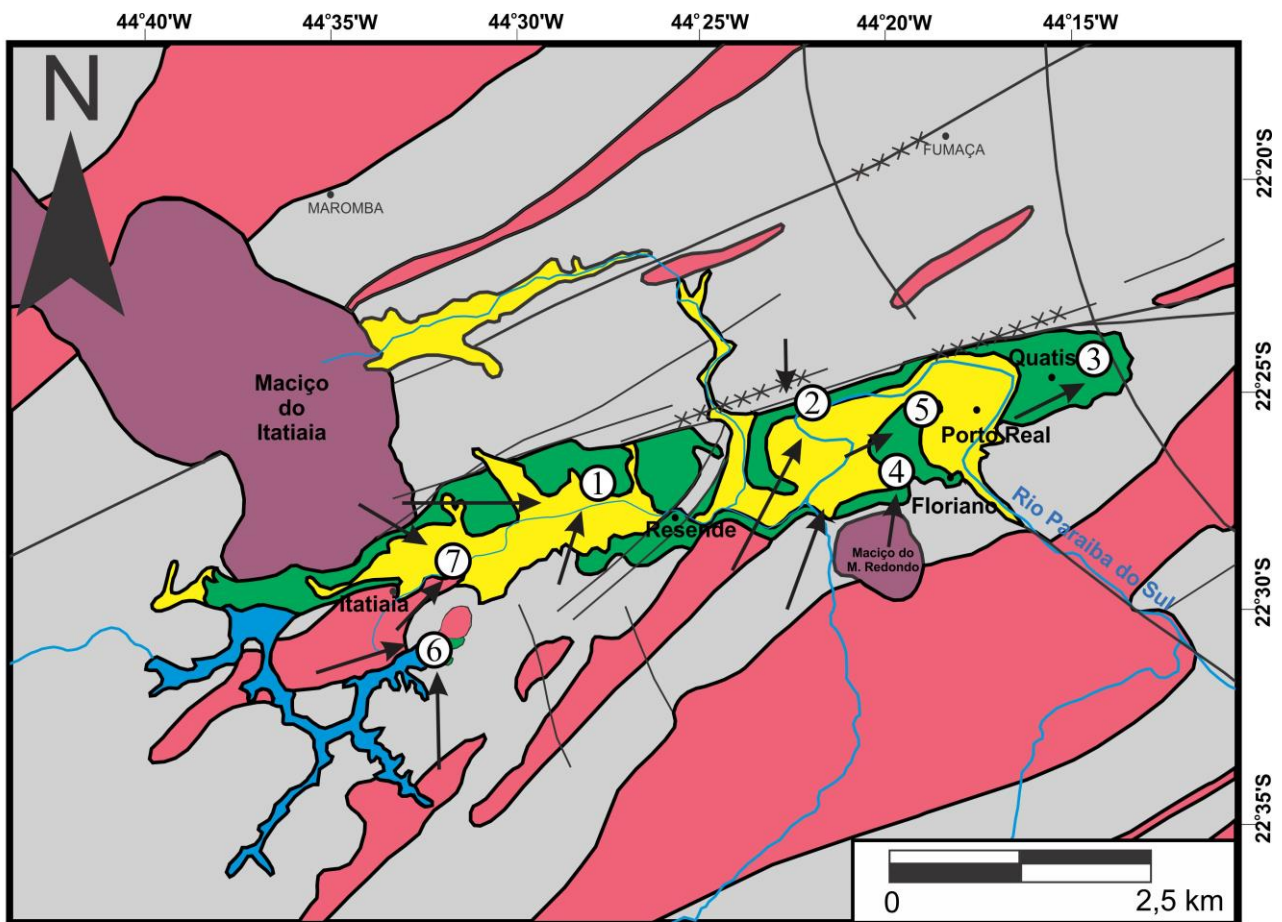 44°40'W
44°35'W
44°30'W
44°25'W
44°20'W
44°15'W
N
22°20'S
22°25'S
22°30'S
22°35'S
FUMAÇA
MAROMBA
Maciço
do
Itatiaia
Quatis
3
2
5
Porto Real
1
4
Floriano
Resende
Rio Paraiba do Sul
Maciço do
M. Redondo
7
Itatiaia
6
0
2,5 km